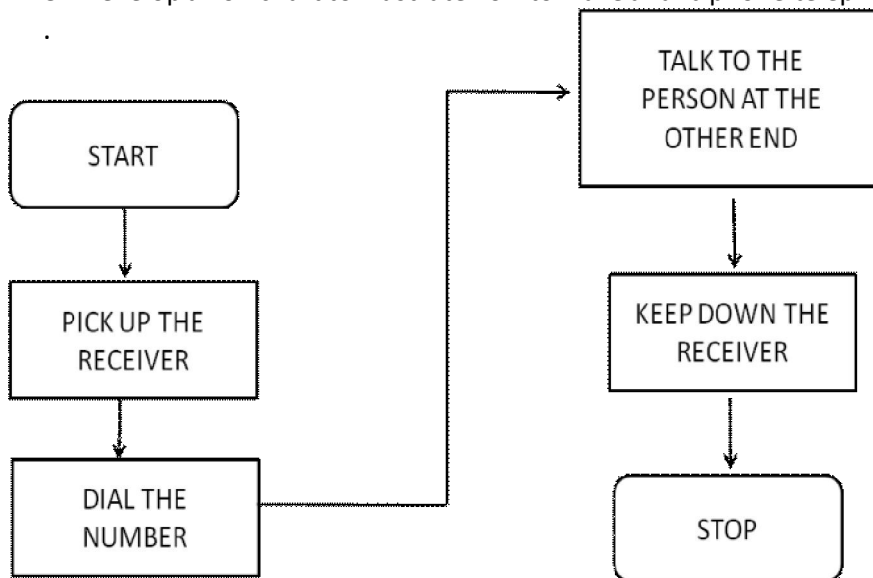 .
START
PICK UP THE
RECEIVER
DIAL THE
NUMBER
TALK TO THE
PERSON AT THE
OTHER END
KEEP DOWN THE
RECEIVER
STOP